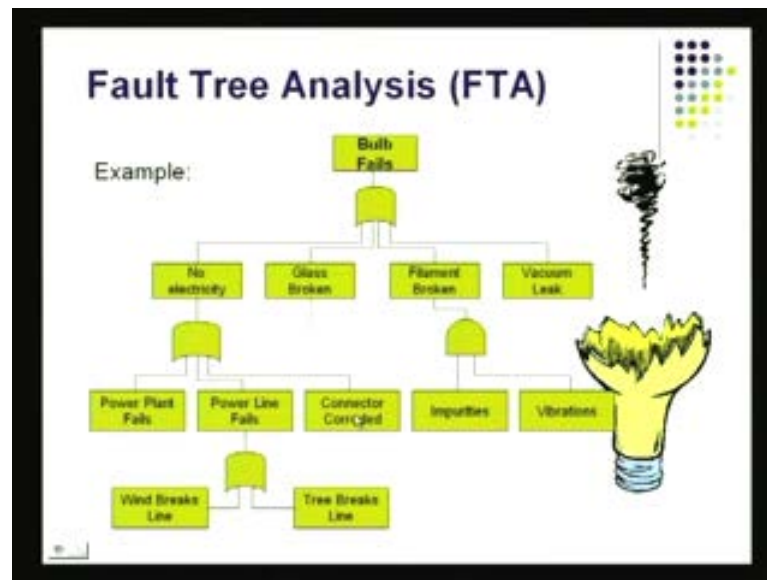 Fault Tree Analysis (FTA)
Example:
Bulb
Fails
No
electricity
Glass
Broken
Filament
Broken
Vacuum
Leak
Power Plant
Fails
Power Line
Fails
Connector
Corroded
Impurities
Vibrations
Wind Breaks
Line
Tree Breaks
Line